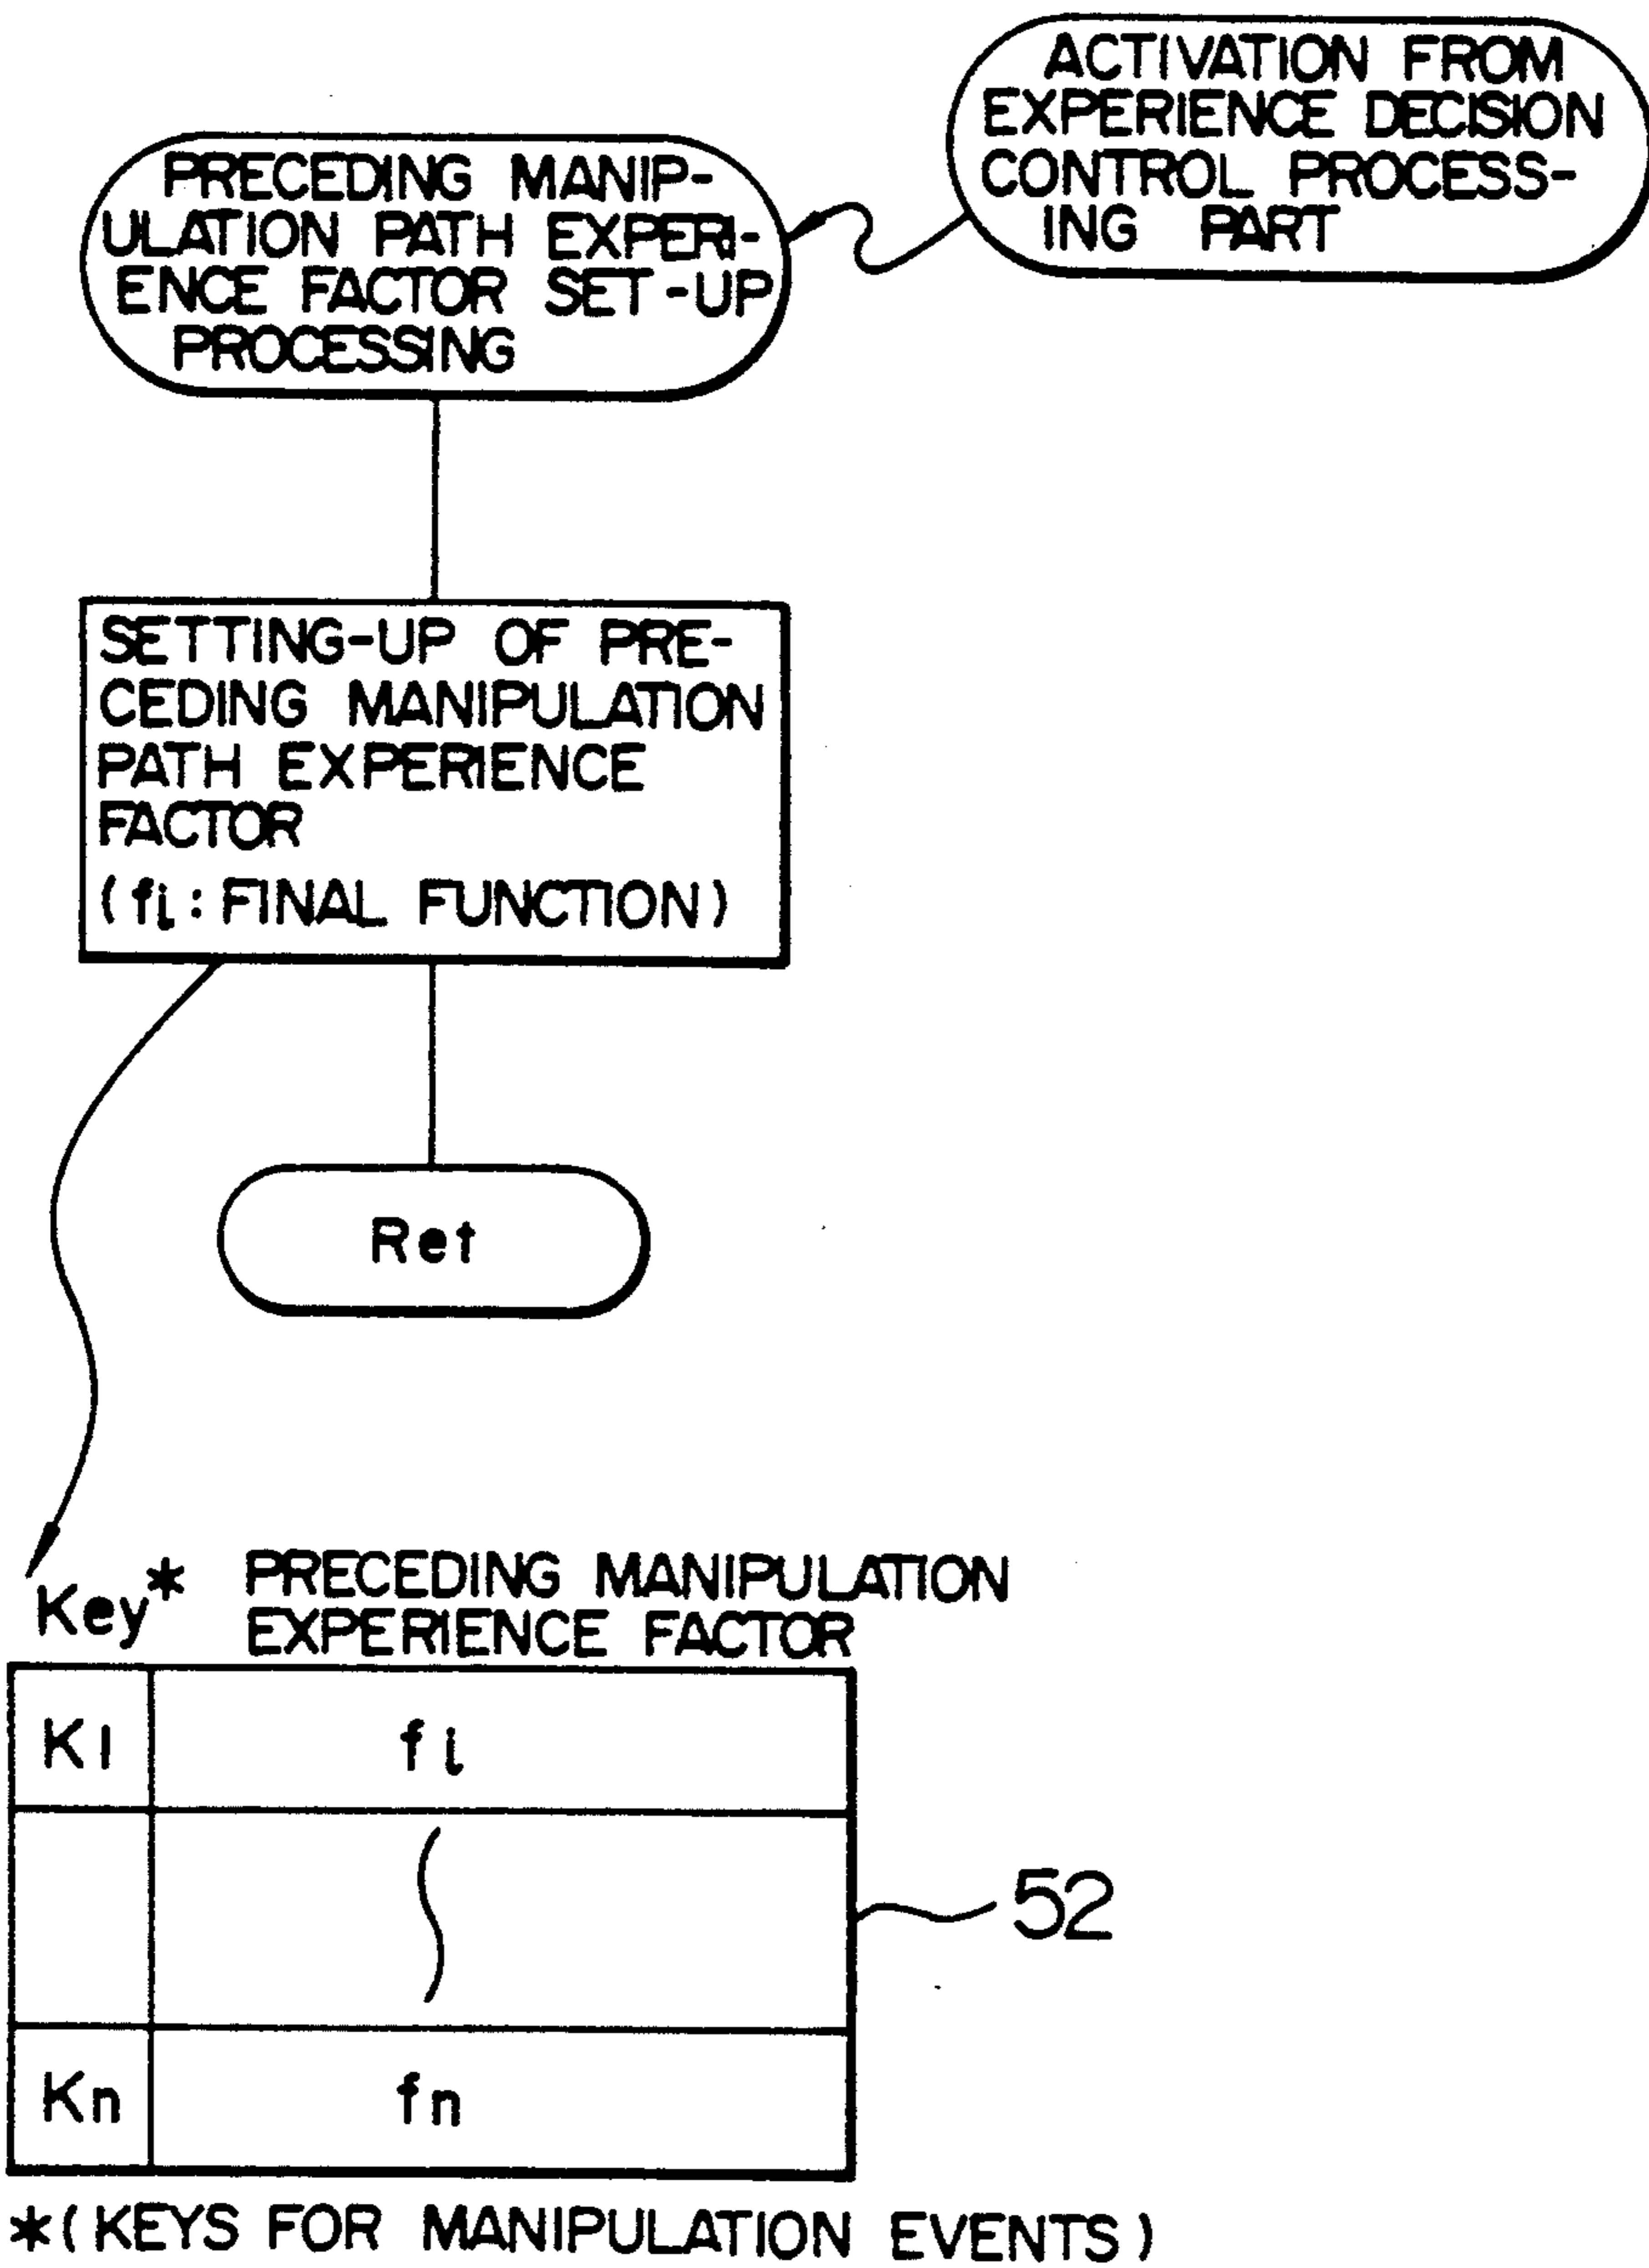 ACTIVATION FROM
EXPERIENCE DECISION
CONTROL PROCESS-
ING PART
PRECEDING MANIP-
ULATION PATH EXPERI-
ENCE FACTOR SET-UP
PROCESSING
SETTING-UP OF PRE-
CEDING MANIPULATION
PATH EXPERIENCE
FACTOR
(fi: FINAL FUNCTION)
Ret
Key*
PRECEDING MANIPULATION
EXPERIENCE FACTOR
K1 fi
52
Kn fn
*(KEYS FOR MANIPULATION EVENTS)